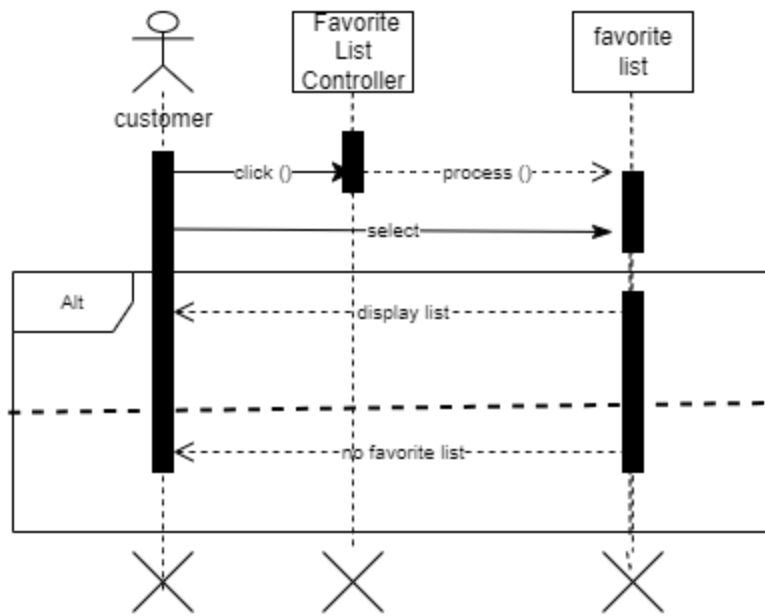 Favorite
List
Controller
favorite
list
customer
click ()
process ()
select
Alt
display list
no favorite list